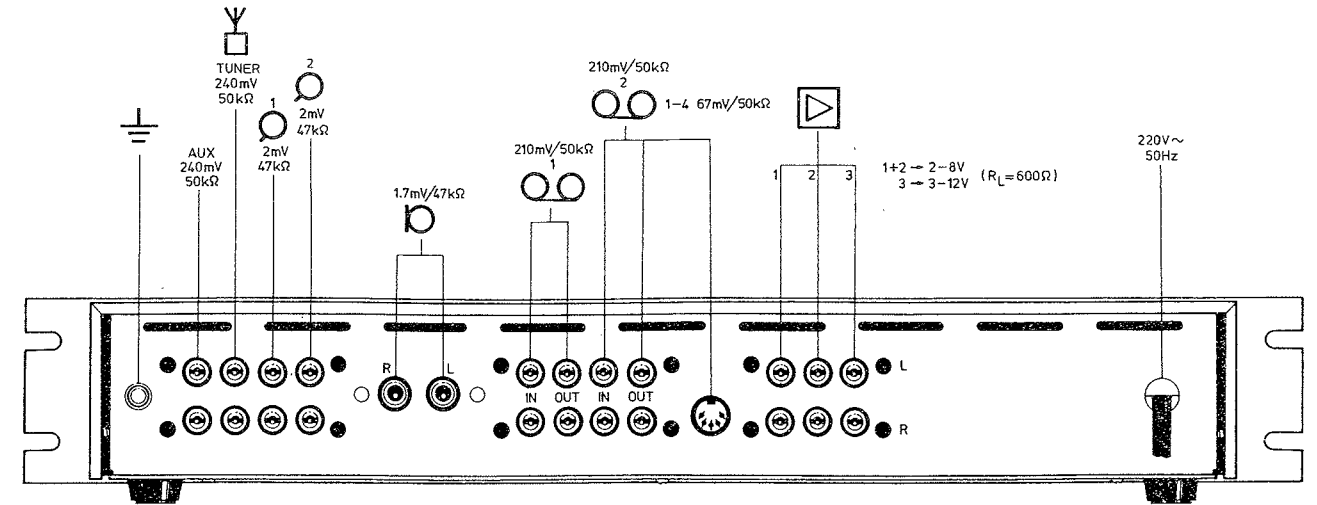 TUNER
240mV
50kΩ
2
1
2mV
47kΩ
2mV
47kΩ
AUX
240mV
50kΩ
1.7mV/47kΩ
210mV/50kΩ
1
210mV/50kΩ
2
1-4 67mV/50kΩ
1 2 3
1+2 → 2-8V
3 → 3-12V
(RL=600Ω)
220V~
50Hz
R L
IN OUT IN OUT
L
R